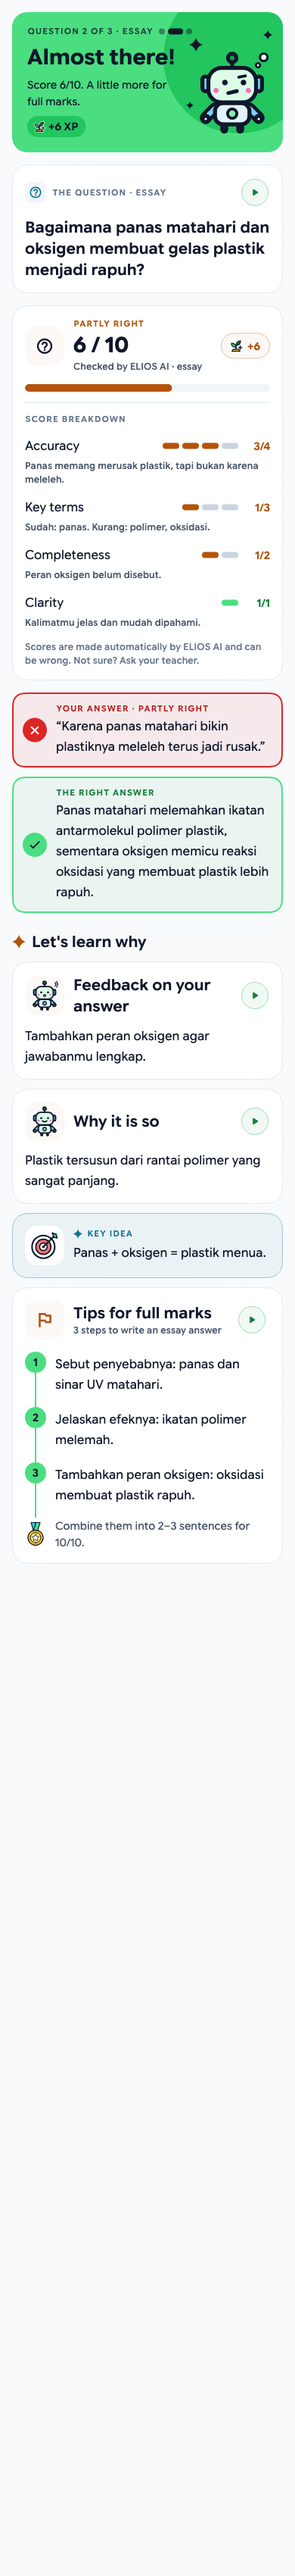 QUESTION 2 OF 3 · ESSAY
Almost there!
Score 6/10. A little more for
full marks.
+6 XP
THE QUESTION · ESSAY
Bagaimana panas matahari dan
oksigen membuat gelas plastik
menjadi rapuh?
PARTLY RIGHT
6 / 10
+6
Checked by ELIOS AI · essay
SCORE BREAKDOWN
Accuracy 3/4
Panas memang merusak plastik, tapi bukan karena
meleleh.
Key terms 1/3
Sudah: panas. Kurang: polimer, oksidasi.
Completeness 1/2
Peran oksigen belum disebut.
Clarity 1/1
Kalimatmu jelas dan mudah dipahami.
Scores are made automatically by ELIOS AI and can
be wrong. Not sure? Ask your teacher.
YOUR ANSWER · PARTLY RIGHT
“Karena panas matahari bikin
plastiknya meleleh terus jadi rusak.”
THE RIGHT ANSWER
Panas matahari melemahkan ikatan
antarmolekul polimer plastik,
sementara oksigen memicu reaksi
oksidasi yang membuat plastik lebih
rapuh.
Let's learn why
Feedback on your
answer
Tambahkan peran oksigen agar
jawabanmu lengkap.
Why it is so
Plastik tersusun dari rantai polimer yang
sangat panjang.
KEY IDEA
Panas + oksigen = plastik menua.
Tips for full marks
3 steps to write an essay answer
1 Sebut penyebabnya: panas dan
sinar UV matahari.
2 Jelaskan efeknya: ikatan polimer
melemah.
3 Tambahkan peran oksigen: oksidasi
membuat plastik rapuh.
Combine them into 2–3 sentences for
10/10.